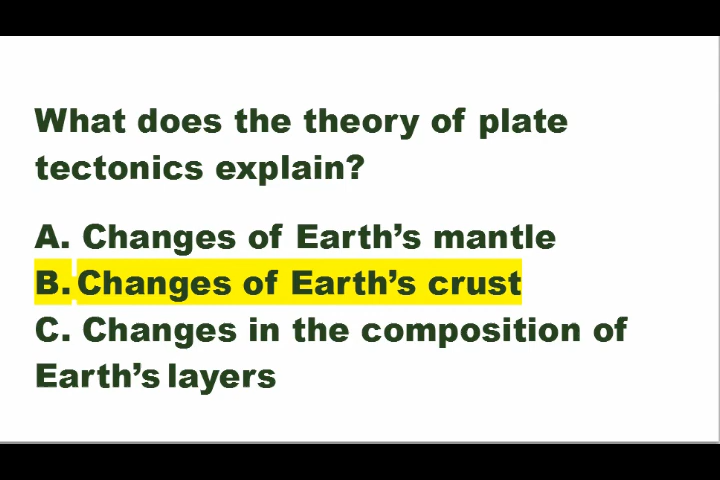 What does the theory of plate
tectonics explain?
A. Changes of Earth’s mantle
B. Changes of Earth’s crust
C. Changes in the composition of
Earth’s layers